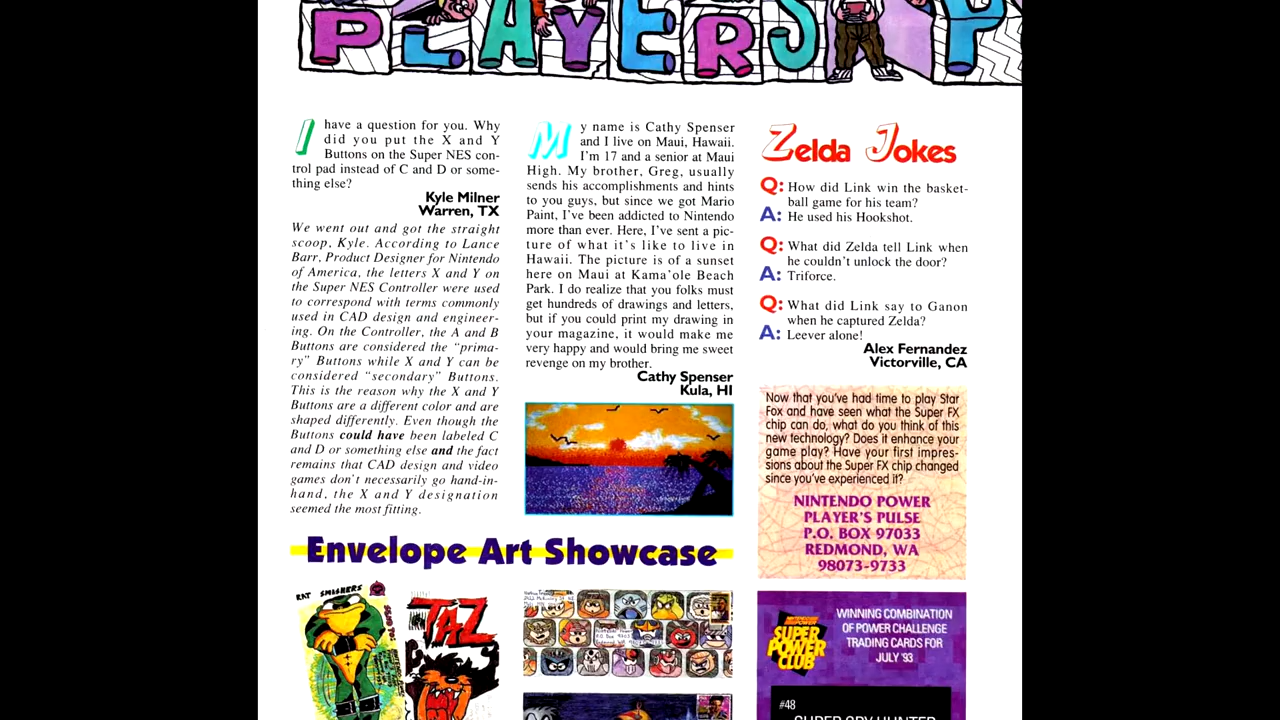 PLAYERS P
I have a question for you. Why
did you put the X and Y
Buttons on the Super NES con-
trol pad instead of C and D or some-
thing else?
Kyle Milner
Warren, TX
We went out and got the straight
scoop, Kyle. According to Lance
Barr, Product Designer for Nintendo
of America, the letters X and Y on
the Super NES Controller were used
to correspond with terms commonly
used in CAD design and engineer-
ing. On the Controller, the A and B
Buttons are considered the "prima-
ry" Buttons while X and Y can be
considered "secondary" Buttons.
This is the reason why the X and Y
Buttons are a different color and are
shaped differently. Even though the
Buttons could have been labeled C
and D or something else and the fact
remains that CAD design and video
games don't necessarily go hand-in-
hand, the X and Y designation
seemed the most fitting.
My name is Cathy Spenser
and I live on Maui, Hawaii.
I'm 17 and a senior at Maui
High. My brother, Greg, usually
sends his accomplishments and hints
to you guys, but since we got Mario
Paint, I've been addicted to Nintendo
more than ever. Here, I've sent a pic-
ture of what it's like to live in
Hawaii. The picture is of a sunset
here on Maui at Kama'ole Beach
Park. I do realize that you folks must
get hundreds of drawings and letters,
but if you could print my drawing in
your magazine, it would make me
very happy and would bring me sweet
revenge on my brother.
Cathy Spenser
Kula, HI
Zelda Jokes
Q: How did Link win the basket-
ball game for his team?
A: He used his Hookshot.
Q: What did Zelda tell Link when
he couldn't unlock the door?
A: Triforce.
Q: What did Link say to Ganon
when he captured Zelda?
A: Leever alone!
Alex Fernandez
Victorville, CA
Now that you've had time to play Star
Fox and have seen what the Super FX
chip can do, what do you think of this
new technology? Does it enhance your
game play? Have your first impres-
sions about the Super FX chip changed
since you've experienced it?
NINTENDO POWER
PLAYER'S PULSE
P.O. BOX 97033
REDMOND, WA
98073-9733
Envelope Art Showcase
RAT SMASHERS
TAZ
SUPER
POWER
CLUB
WINNING COMBINATION
OF POWER CHALLENGE
TRADING CARDS FOR
JULY '93
#48
SUPER SPY HUNTER